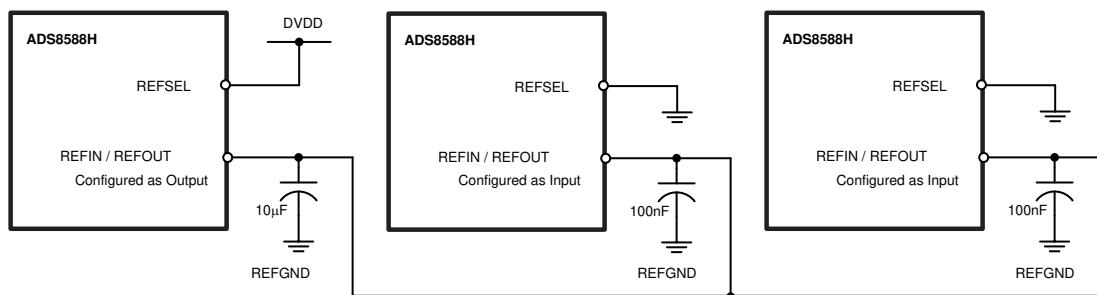 DVDD
ADS8588H
REFSEL
REFIN / REFOUT
Configured as Output
10μF
REFGND
ADS8588H
REFSEL
REFIN / REFOUT
Configured as Input
100nF
REFGND
ADS8588H
REFSEL
REFIN / REFOUT
Configured as Input
100nF
REFGND